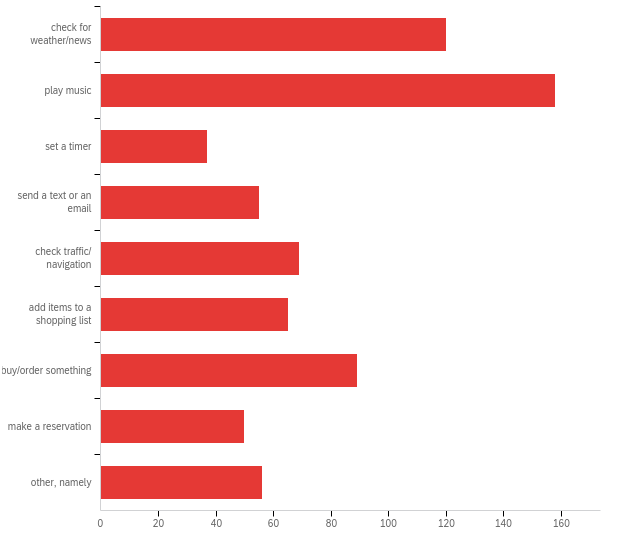 check for
weather/news
play music
set a timer
send a text or an
email
check traffic/
navigation
add items to a
shopping list
buy/order something
make a reservation
other, namely
0 20 40 60 80 100 120 140 160